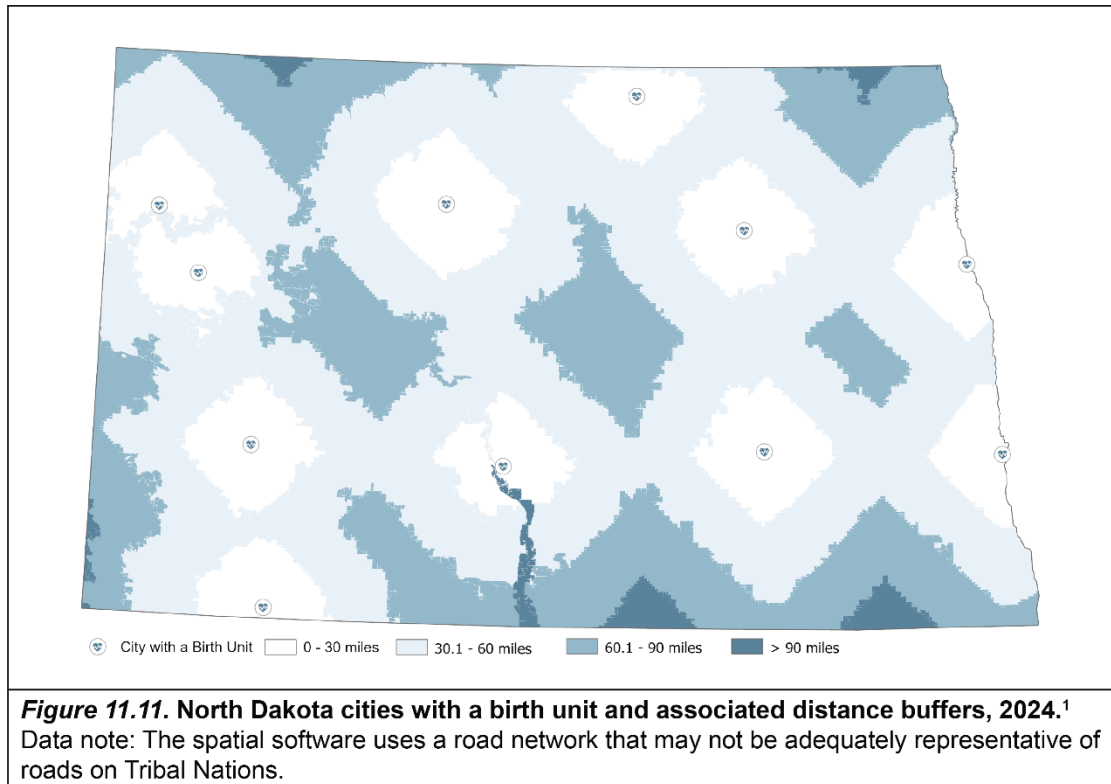 City with a Birth Unit 0 - 30 miles 30.1 - 60 miles 60.1 - 90 miles > 90 miles
Figure 11.11. North Dakota cities with a birth unit and associated distance buffers, 2024.¹
Data note: The spatial software uses a road network that may not be adequately representative of
roads on Tribal Nations.